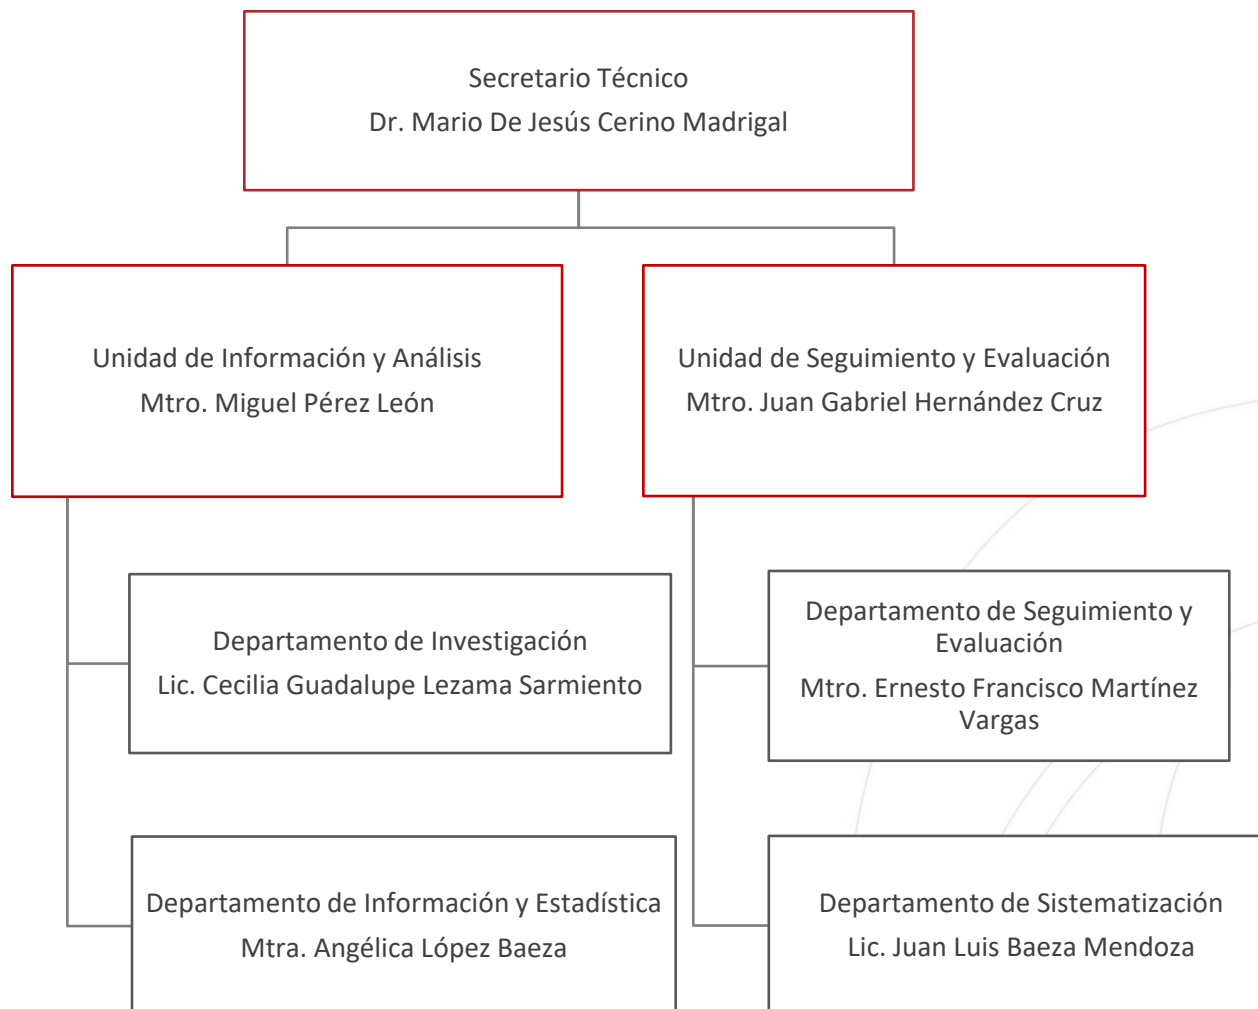 Secretario Técnico
Dr. Mario De Jesús Cerino Madrigal
Unidad de Información y Análisis
Mtro. Miguel Pérez León
Unidad de Seguimiento y Evaluación
Mtro. Juan Gabriel Hernández Cruz
Departamento de Investigación
Lic. Cecilia Guadalupe Lezama Sarmiento
Departamento de Seguimiento y
Evaluación
Mtro. Ernesto Francisco Martínez
Vargas
Departamento de Información y Estadística
Mtra. Angélica López Baeza
Departamento de Sistematización
Lic. Juan Luis Baeza Mendoza